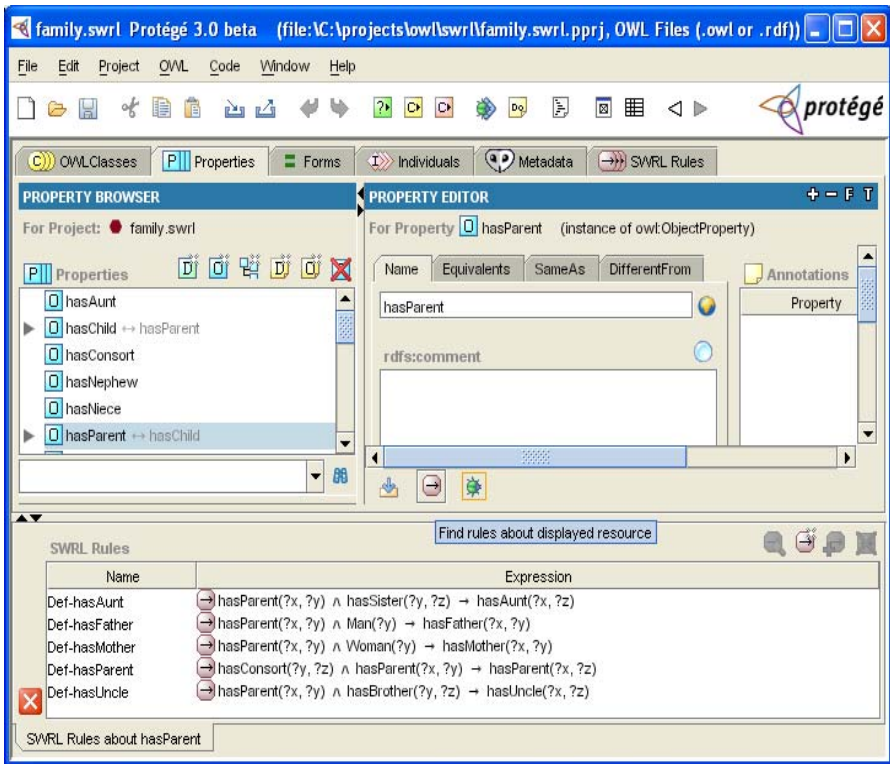 family.swrl Protégé 3.0 beta (file:\C:\projects\owl\swrl\family.swrl.pprj, OWL Files (.owl or .rdf))
File Edit Project OWL Code Window Help
protégé
OWLClasses Properties Forms Individuals Metadata SWRL Rules
PROPERTY BROWSER
For Project: family.swrl
Properties
hasAunt
hasChild ↔ hasParent
hasConsort
hasNephew
hasNiece
hasParent ↔ hasChild
PROPERTY EDITOR
+ − F T
For Property hasParent (instance of owl:ObjectProperty)
Name Equivalents SameAs DifferentFrom
hasParent
rdfs:comment
Annotations
Property
Find rules about displayed resource
SWRL Rules
Name Expression
Def-hasAunt hasParent(?x, ?y) ∧ hasSister(?y, ?z) → hasAunt(?x, ?z)
Def-hasFather hasParent(?x, ?y) ∧ Man(?y) → hasFather(?x, ?y)
Def-hasMother hasParent(?x, ?y) ∧ Woman(?y) → hasMother(?x, ?y)
Def-hasParent hasConsort(?y, ?z) ∧ hasParent(?x, ?y) → hasParent(?x, ?z)
Def-hasUncle hasParent(?x, ?y) ∧ hasBrother(?y, ?z) → hasUncle(?x, ?z)
SWRL Rules about hasParent